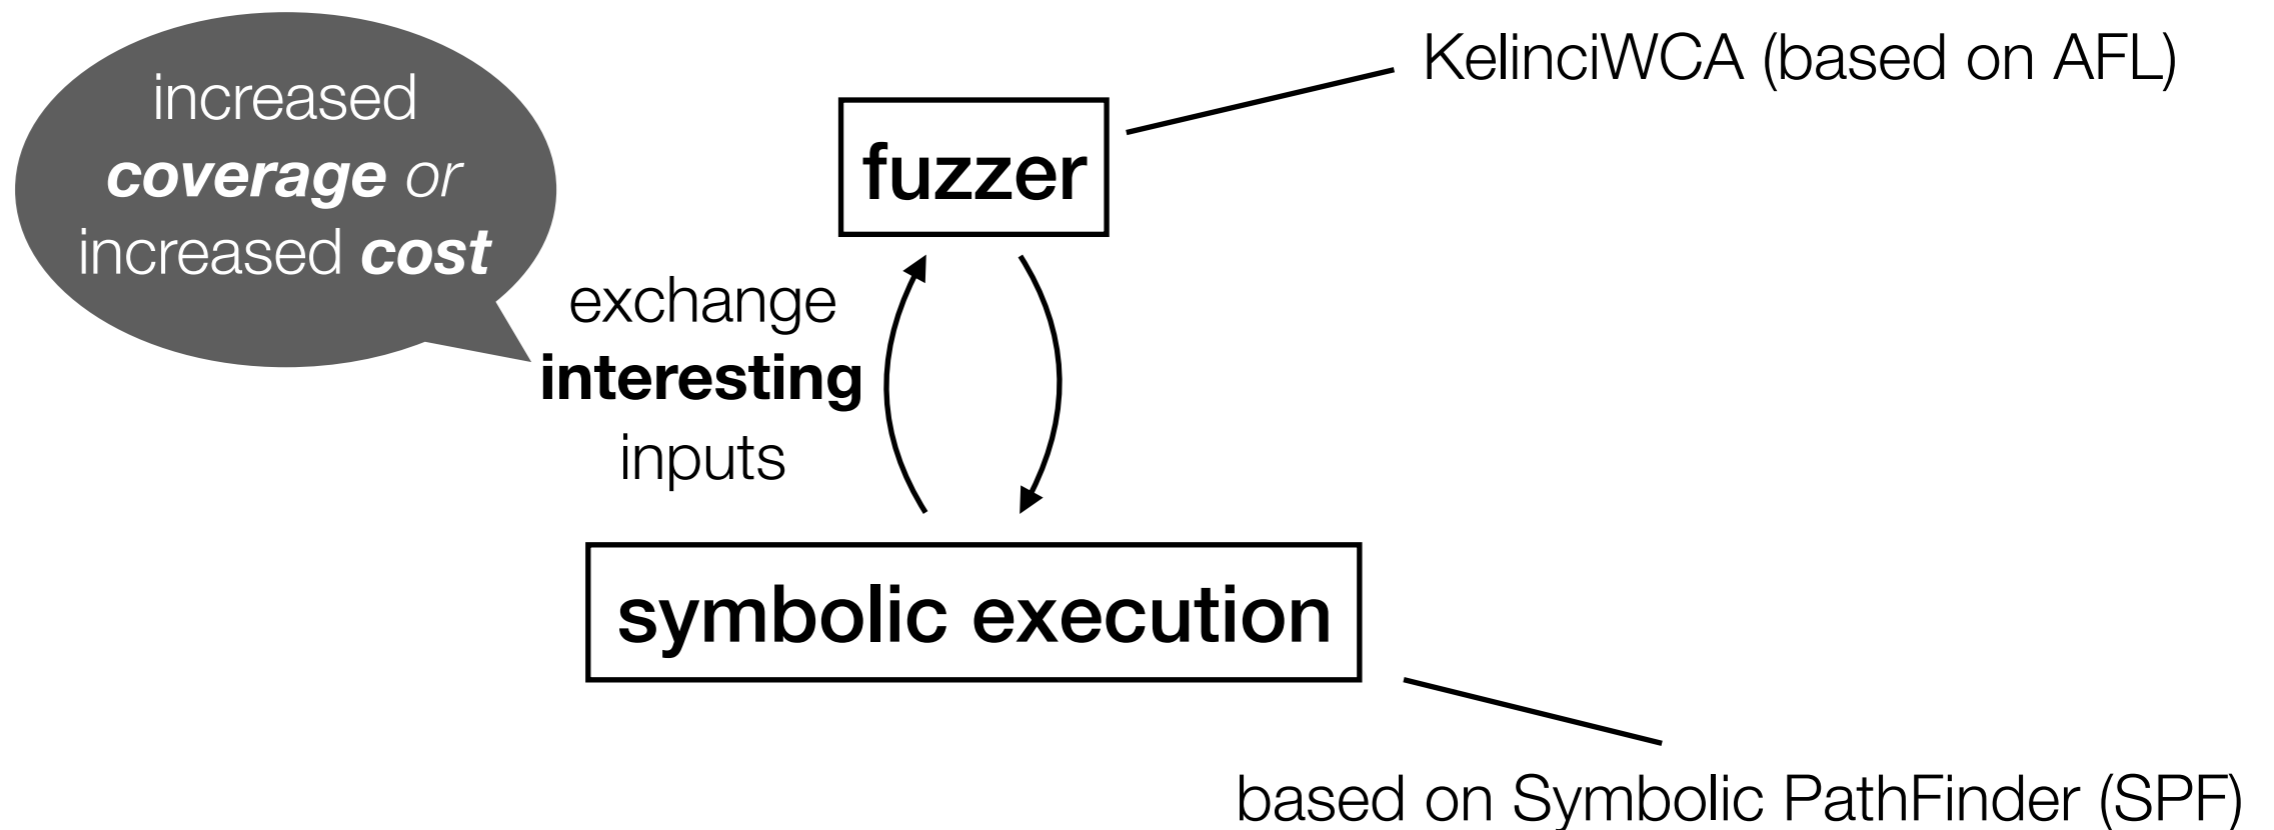 increased
coverage or
increased cost
KelinciWCA (based on AFL)
fuzzer
exchange
interesting
inputs
symbolic execution
based on Symbolic PathFinder (SPF)